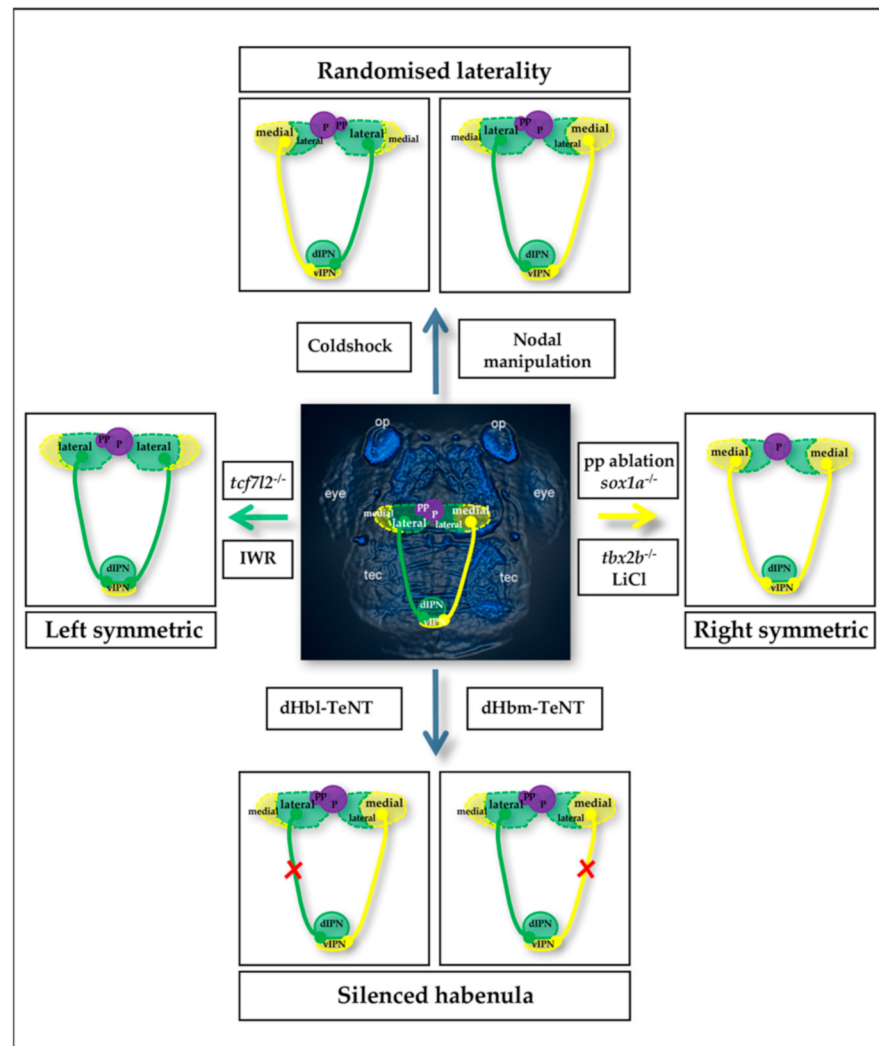 Randomised laterality
medial
lateral
P
PP
lateral
medial
dIPN
vIPN
medial
lateral
PP
P
lateral
medial
dIPN
vIPN
Coldshock
Nodal
manipulation
lateral
PP
P
lateral
dIPN
vIPN
Left symmetric
tcf7l2-/-
IWR
op
op
eye
eye
medial
lateral
PP
P
lateral
medial
tec
tec
dIPN
vIPN
pp ablation
sox1a-/-
tbx2b-/-
LiCl
medial
P
medial
dIPN
vIPN
Right symmetric
dHbl-TeNT
dHbm-TeNT
medial
lateral
PP
P
lateral
medial
dIPN
vIPN
medial
lateral
PP
P
lateral
medial
dIPN
vIPN
Silenced habenula